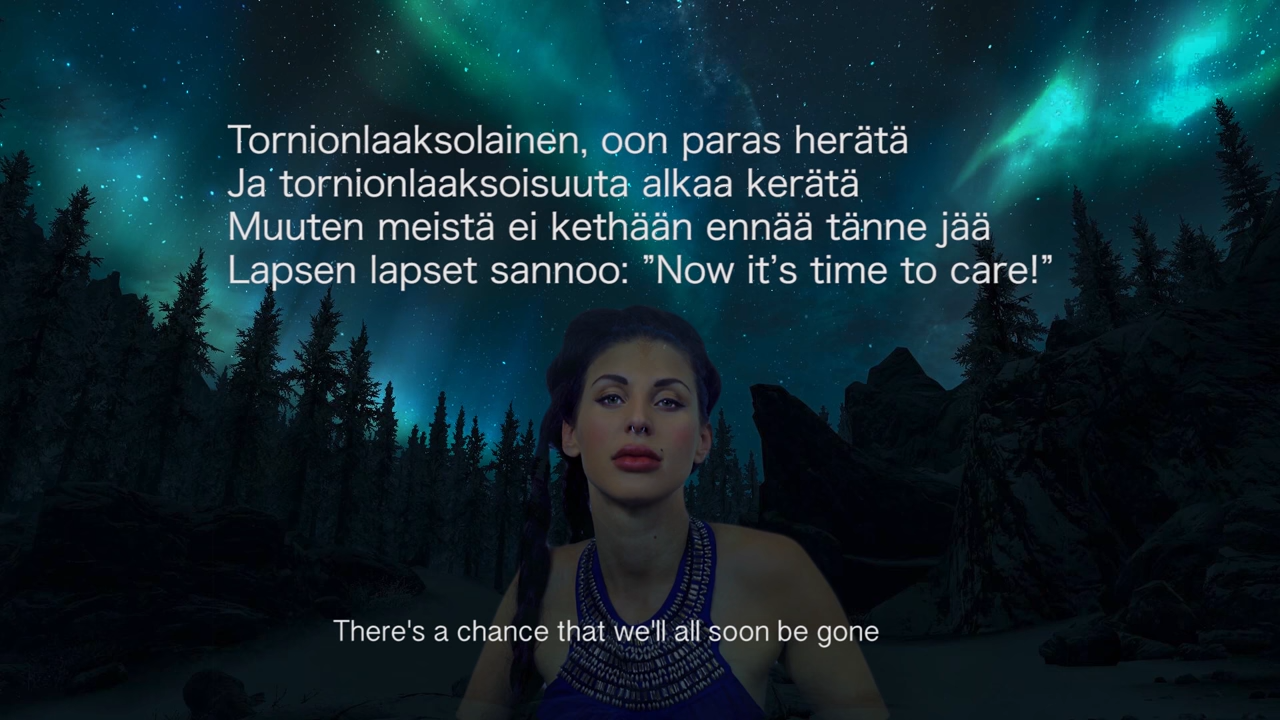 Tornionlaaksolainen, oon paras herätä
Ja tornionlaaksoisuuta alkaa kerätä
Muuten meistä ei kethään ennää tänne jää
Lapsen lapset sannoo: ”Now it’s time to care!”
There's a chance that we'll all soon be gone